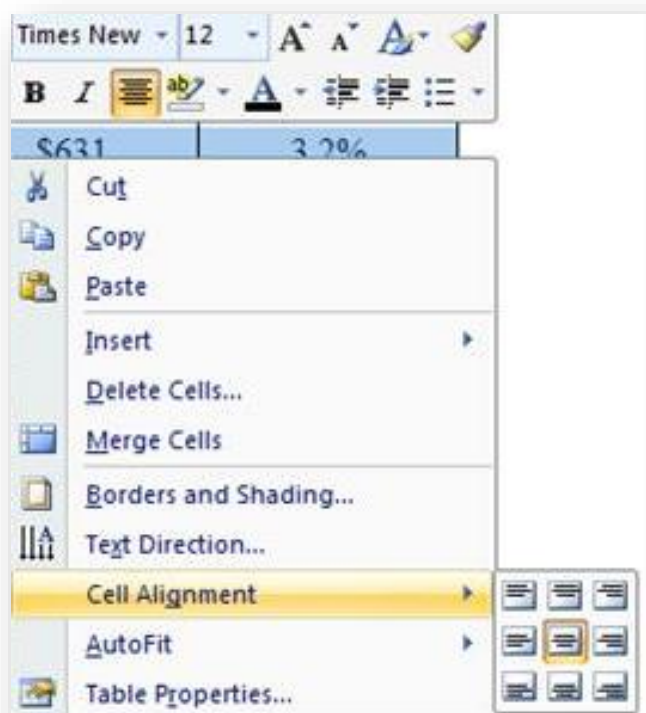 Times New 12 A A A
B I ab A
$631 3.2%
Cut
Copy
Paste
Insert
Delete Cells...
Merge Cells
Borders and Shading...
Text Direction...
Cell Alignment
AutoFit
Table Properties...